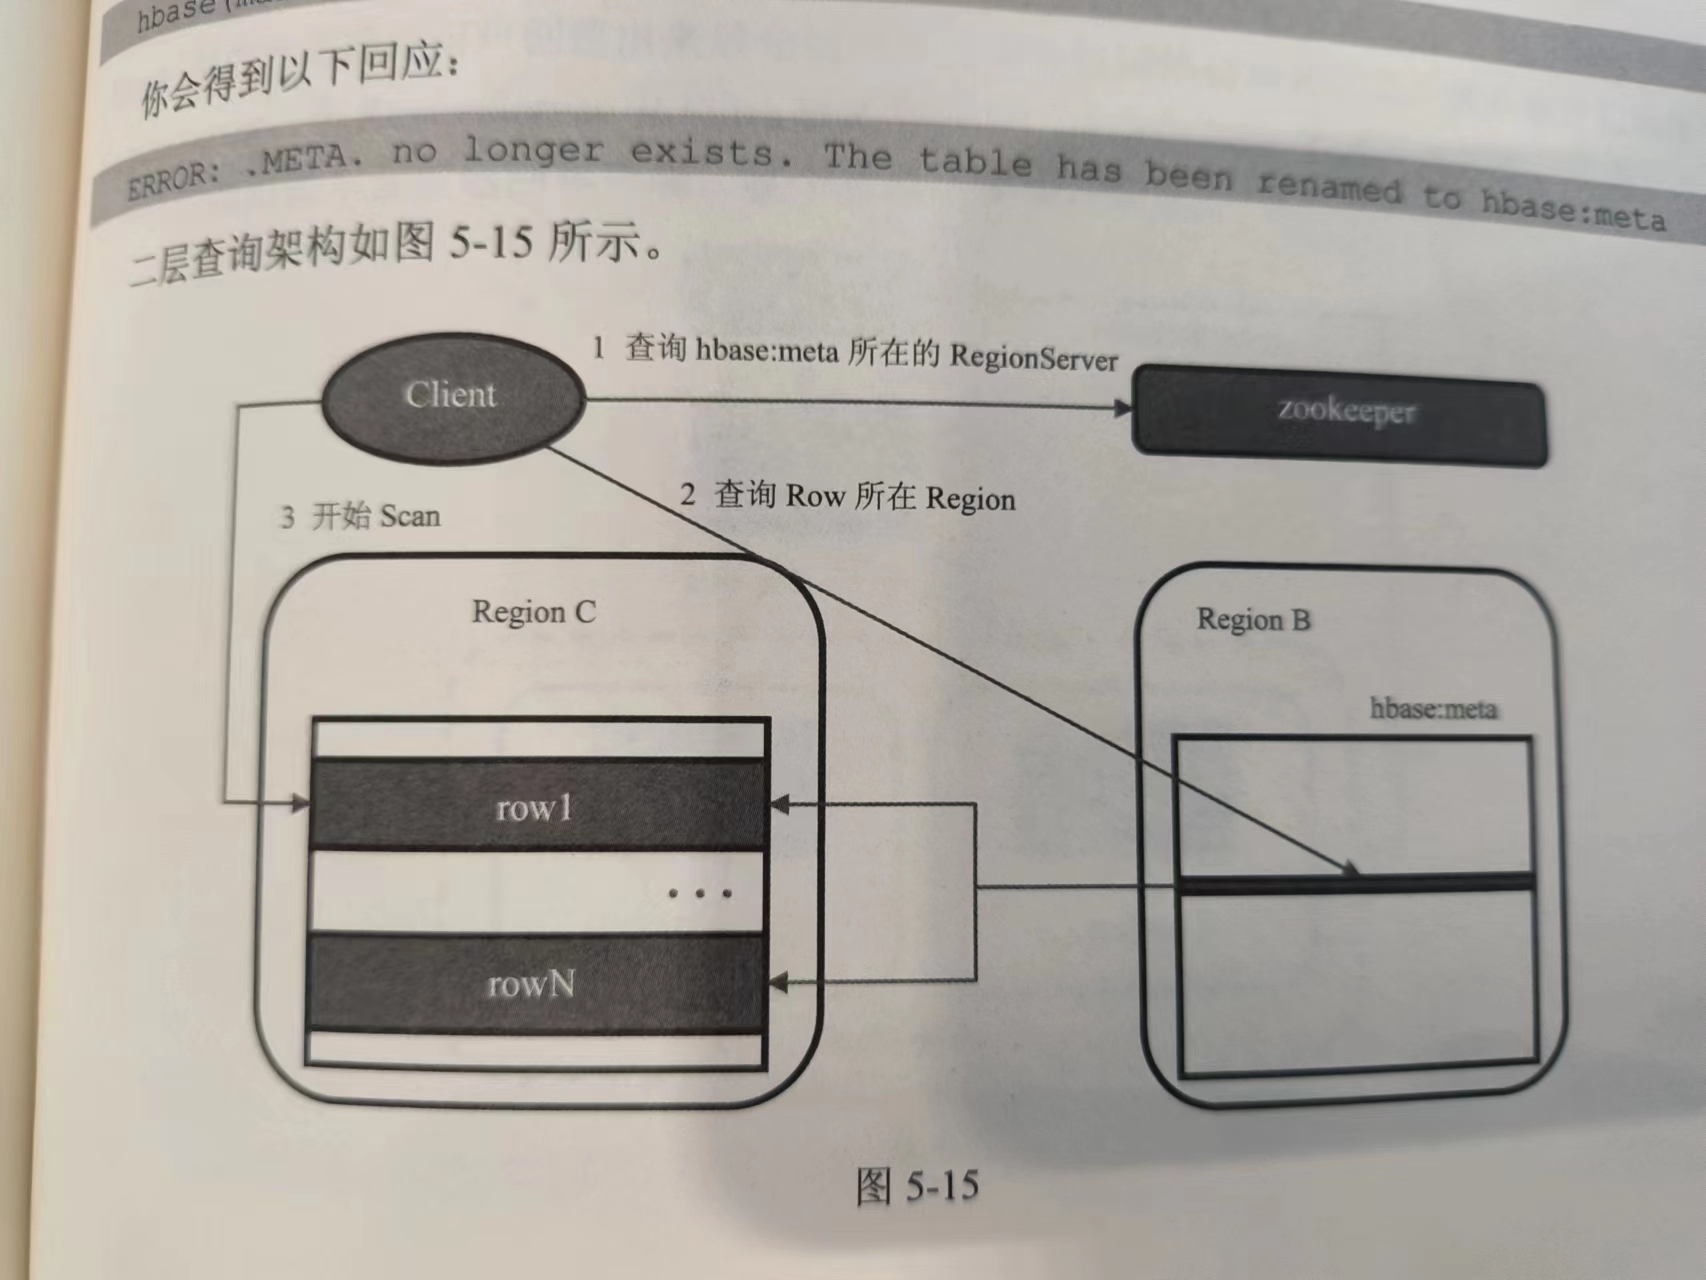 hbase
你会得到以下回应：
ERROR: .META. no longer exists. The table has been renamed to hbase:meta
二层查询架构如图 5-15 所示。
1 查询 hbase:meta 所在的 RegionServer
Client
zookeeper
2 查询 Row 所在 Region
3 开始 Scan
Region C
Region B
hbase:meta
row1
• • •
rowN
图 5-15